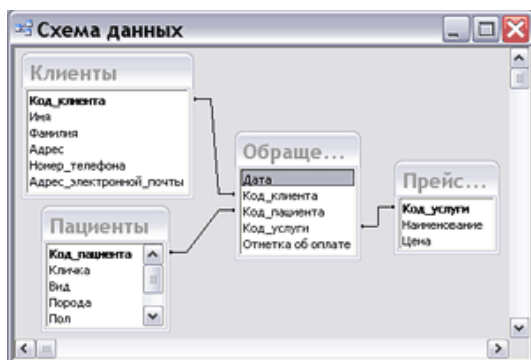 Схема данных
Клиенты
Код_клиента
Имя
Фамилия
Адрес
Номер_телефона
Адрес_электронной_почты
Пациенты
Код_пациента
Кличка
Вид
Порода
Пол
Обраще...
Дата
Код_клиента
Код_пациента
Код_услуги
Отметка об оплате
Прейс...
Код_услуги
Наименование
Цена